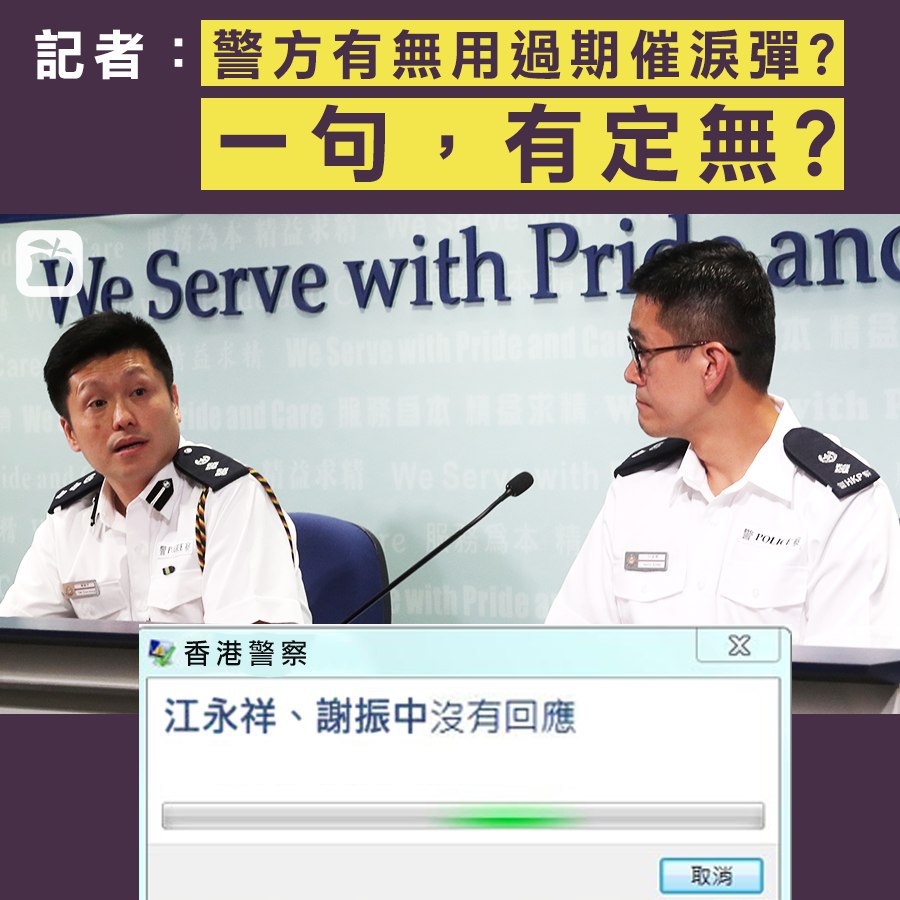 記者：警方有無用過期催淚彈？
一句，有定無？
We Serve with Pride and
香港警察
江永祥、謝振中沒有回應
取消